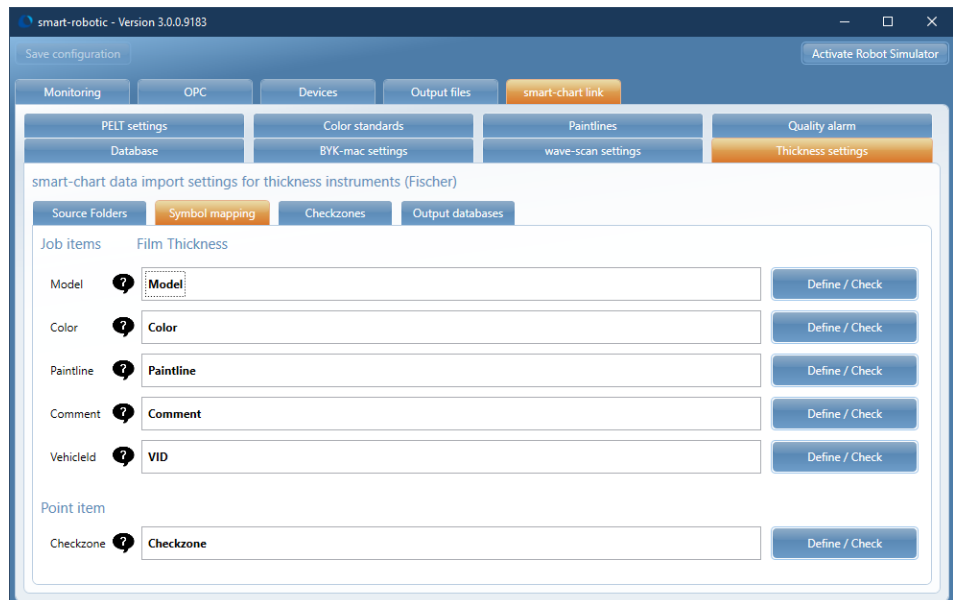 smart-robotic - Version 3.0.0.9183
Save configuration
Activate Robot Simulator
Monitoring OPC Devices Output files smart-chart link
PELT settings Color standards Paintlines Quality alarm
Database BYK-mac settings wave-scan settings Thickness settings
smart-chart data import settings for thickness instruments (Fischer)
Source Folders Symbol mapping Checkzones Output databases
Job items Film Thickness
Model ? Model Define / Check
Color ? Color Define / Check
Paintline ? Paintline Define / Check
Comment ? Comment Define / Check
VehicleId ? VID Define / Check
Point item
Checkzone ? Checkzone Define / Check